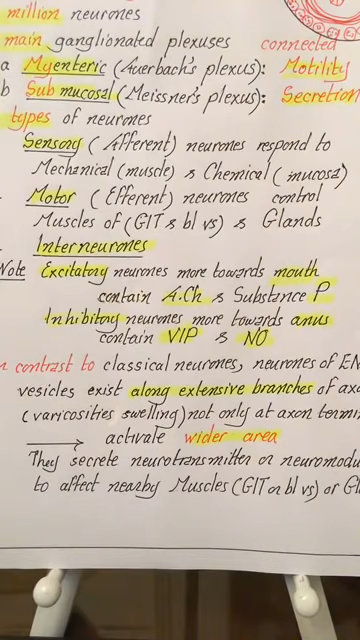 million neurones
main ganglionated plexuses connected
a Myenteric (Auerbach's plexus): Motility
b Submucosal (Meissner's plexus): Secretion
types of neurones
Sensory (Afferent) neurones respond to
Mechanical (muscle) & Chemical (mucosa)
Motor (Efferent) neurones control
Muscles of (GIT & bl vs) & Glands
Interneurones
Note Excitatory neurones more towards mouth
contain A.Ch & Substance P
Inhibitory neurones more towards anus
contain VIP & NO
n contrast to classical neurones, neurones of EN
vesicles exist along extensive branches of axo
(varicosities swelling) not only at axon termin
→ activate wider area
They secrete neurotransmitter or neuromodu
to affect nearby Muscles (GIT or bl vs) or Gl